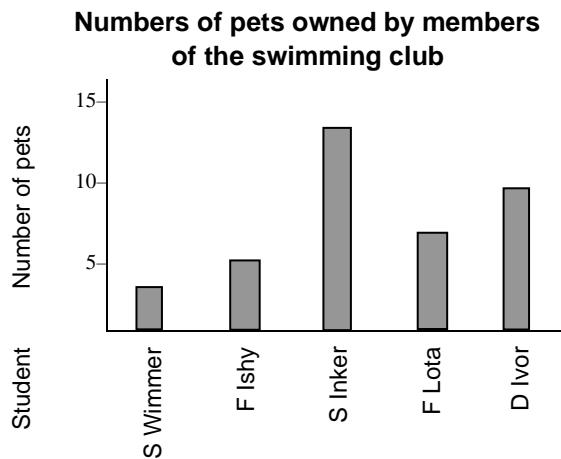 Numbers of pets owned by members
of the swimming club
Number of pets
15
10
5
Student
S Wimmer
F Ishy
S Inker
F Lota
D Ivor